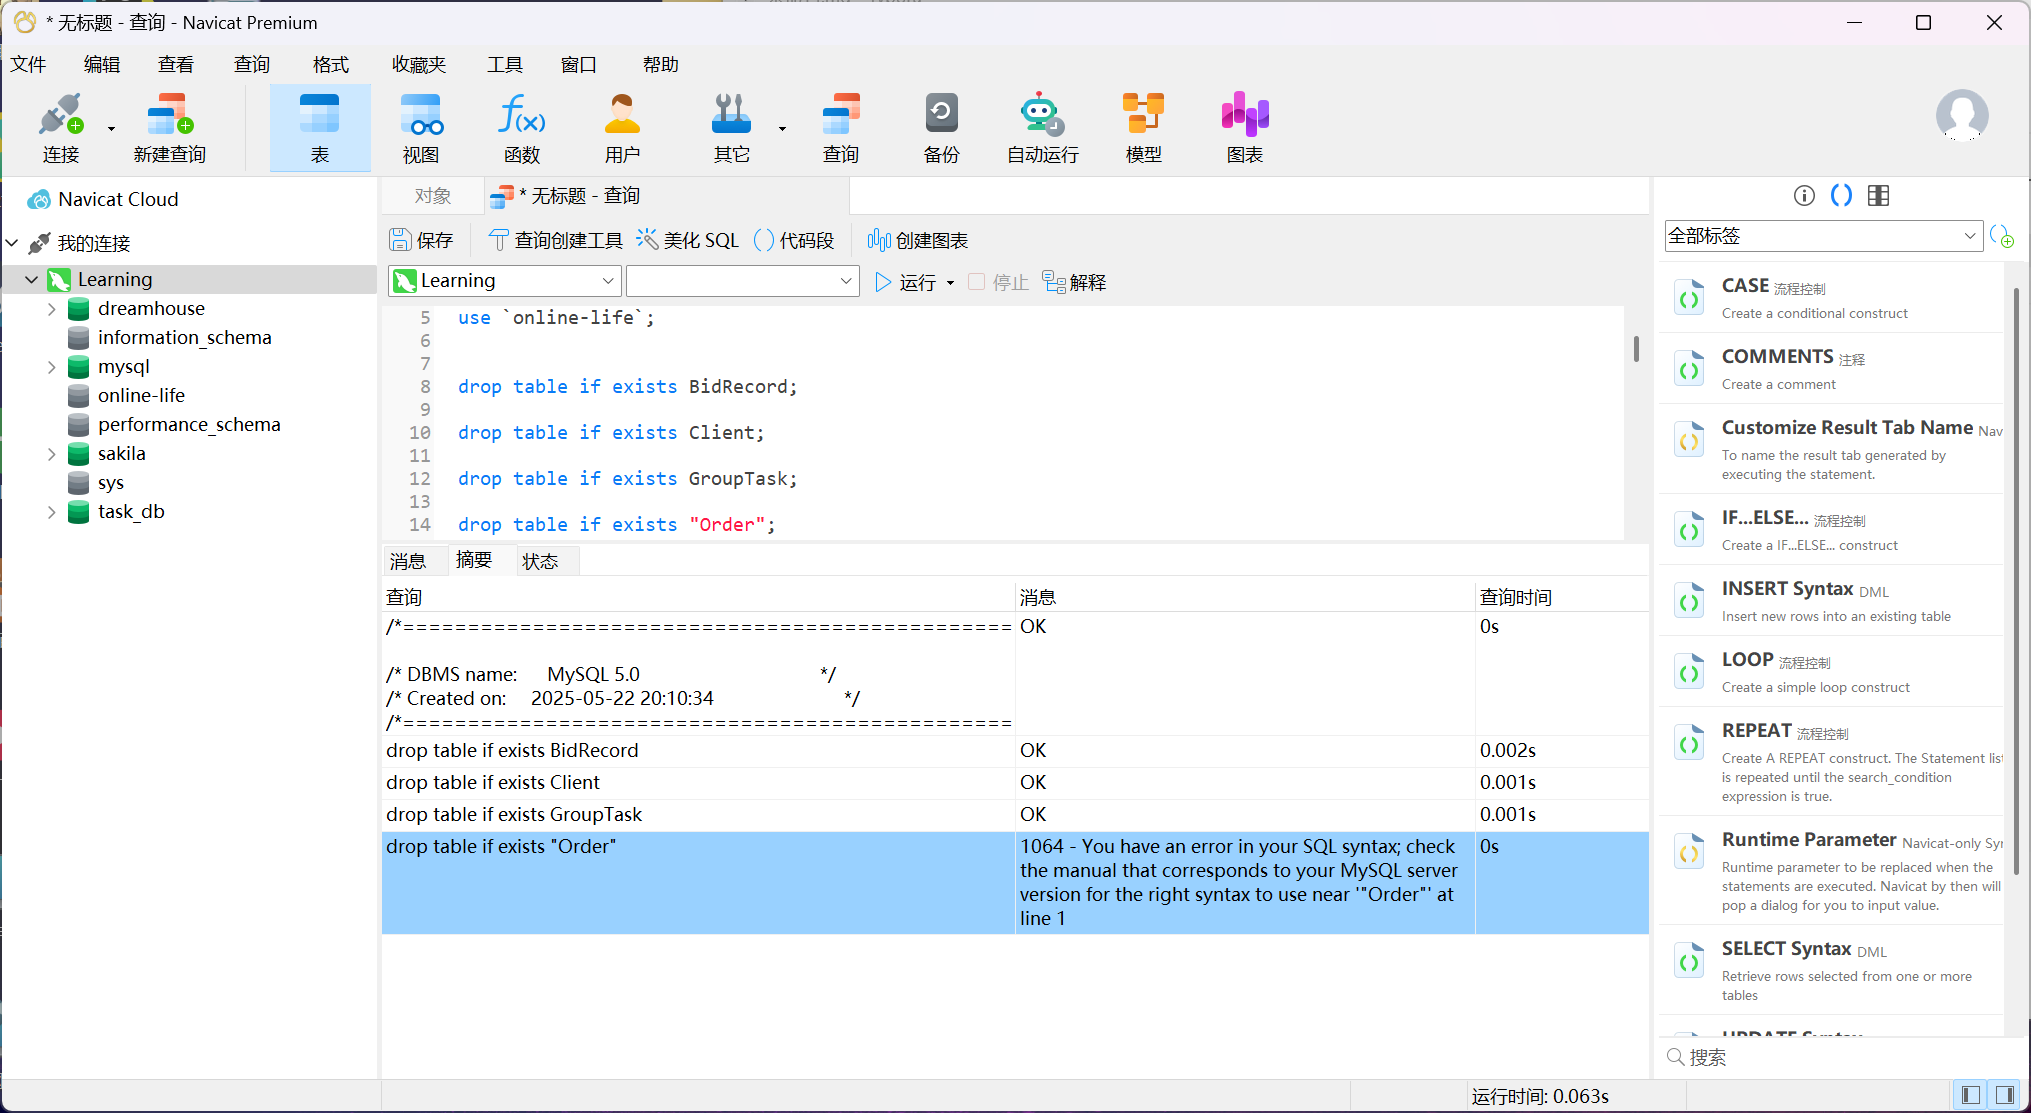 * 无标题 - 查询 - Navicat Premium
文件 编辑 查看 查询 格式 收藏夹 工具 窗口 帮助
连接 新建查询 表 视图 函数 用户 其它 查询 备份 自动运行 模型 图表
Navicat Cloud
我的连接
Learning
dreamhouse
information_schema
mysql
online-life
performance_schema
sakila
sys
task_db
对象 * 无标题 - 查询
保存 查询创建工具 美化 SQL 代码段 创建图表
Learning 运行 停止 解释
5 use `online-life`;
6
7
8 drop table if exists BidRecord;
9
10 drop table if exists Client;
11
12 drop table if exists GroupTask;
13
14 drop table if exists "Order";
消息 摘要 状态
查询 消息 查询时间
/*=============================================== OK 0s
/* DBMS name: MySQL 5.0 */
/* Created on: 2025-05-22 20:10:34 */
/*===============================================
drop table if exists BidRecord OK 0.002s
drop table if exists Client OK 0.001s
drop table if exists GroupTask OK 0.001s
drop table if exists "Order" 1064 - You have an error in your SQL syntax; check 0s
the manual that corresponds to your MySQL server
version for the right syntax to use near '"Order"' at
line 1
全部标签
CASE 流程控制
Create a conditional construct
COMMENTS 注释
Create a comment
Customize Result Tab Name Nav
To name the result tab generated by
executing the statement.
IF...ELSE... 流程控制
Create a IF...ELSE... construct
INSERT Syntax DML
Insert new rows into an existing table
LOOP 流程控制
Create a simple loop construct
REPEAT 流程控制
Create A REPEAT construct. The Statement list
is repeated until the search_condition
expression is true.
Runtime Parameter Navicat-only Syn
Runtime parameter to be replaced when the
statements are executed. Navicat by then will
pop a dialog for you to input value.
SELECT Syntax DML
Retrieve rows selected from one or more
tables
UPDATE Syntax
搜索
运行时间: 0.063s